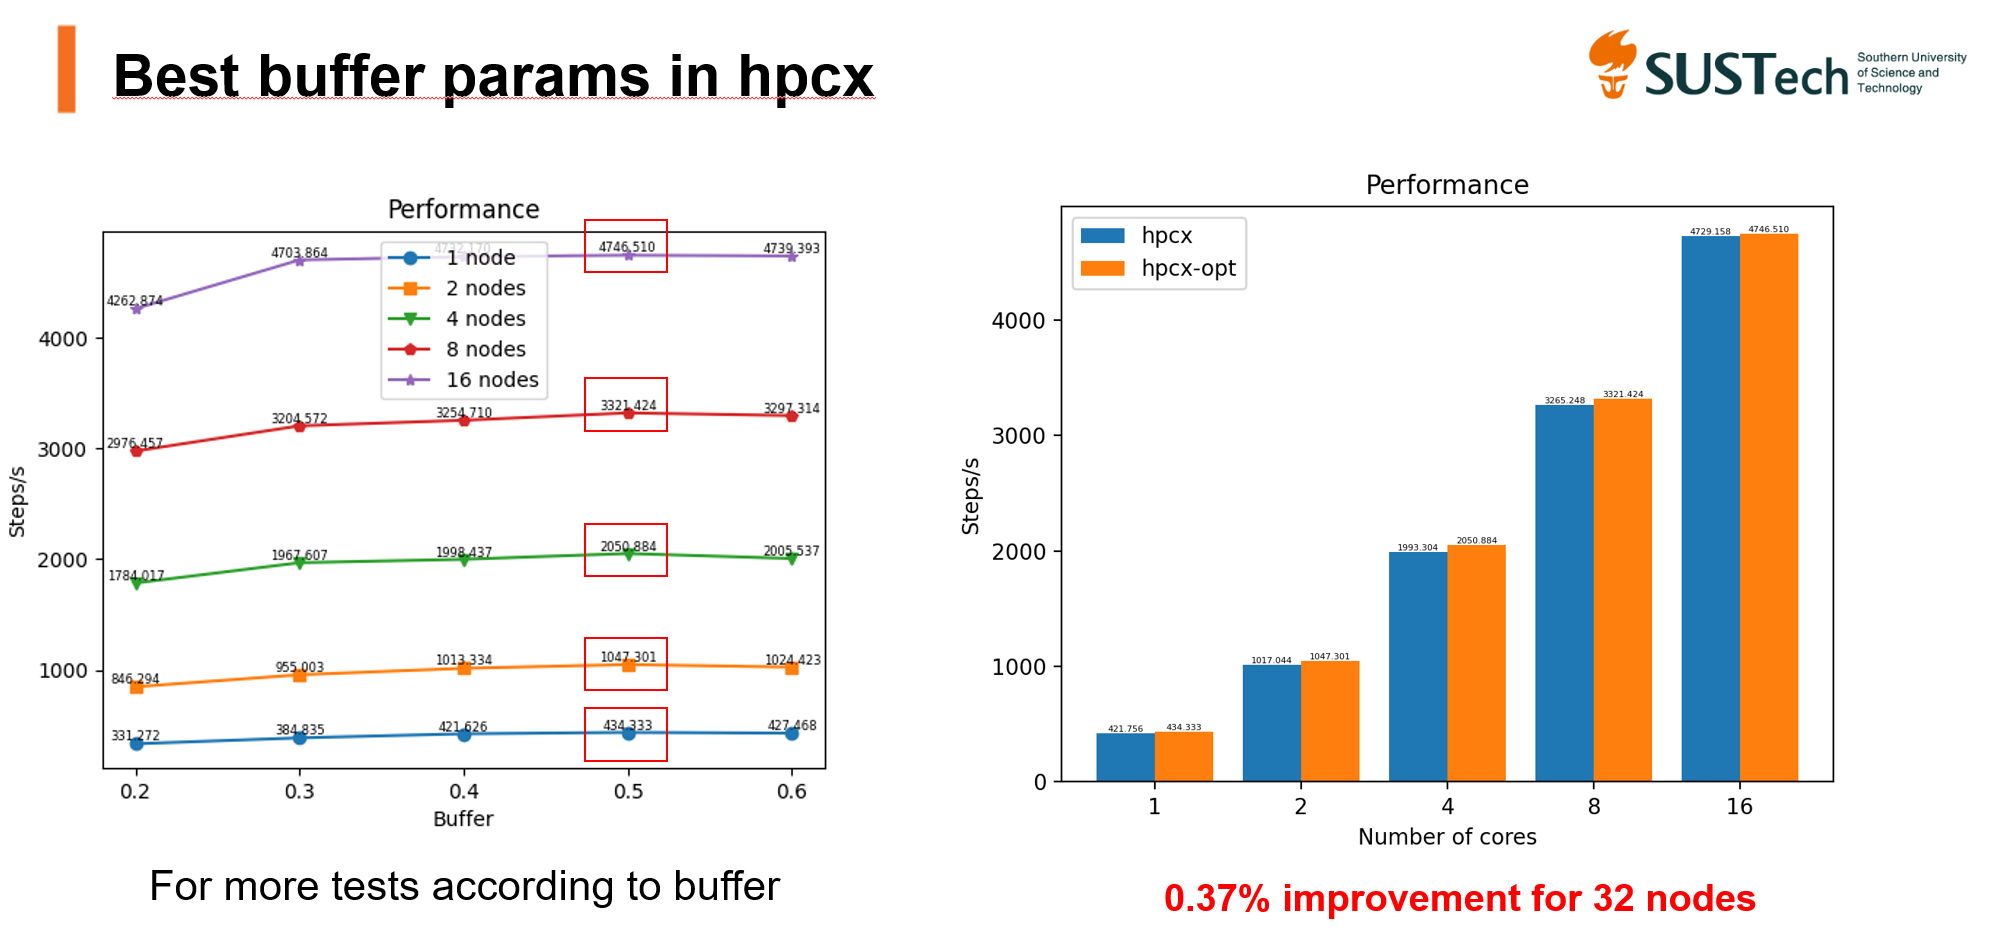 Best buffer params in hpcx
SUSTech
Southern University
of Science and
Technology
Performance
4262.874
4703.864
4732.170
4746.510
4739.393
1 node
2 nodes
4 nodes
8 nodes
16 nodes
2976.457
3204.572
3254.710
3321.424
3297.314
1784.017
1967.607
1998.437
2050.884
2005.537
846.294
955.003
1013.334
1047.301
1024.423
331.272
384.835
421.626
434.333
427.468
4000
3000
2000
1000
Steps/s
0.2 0.3 0.4 0.5 0.6
Buffer
For more tests according to buffer
Performance
hpcx
hpcx-opt
421.756 434.333
1017.044 1047.301
1993.304 2050.884
3265.248 3321.424
4729.158 4746.510
4000
3000
2000
1000
0
Steps/s
1 2 4 8 16
Number of cores
0.37% improvement for 32 nodes